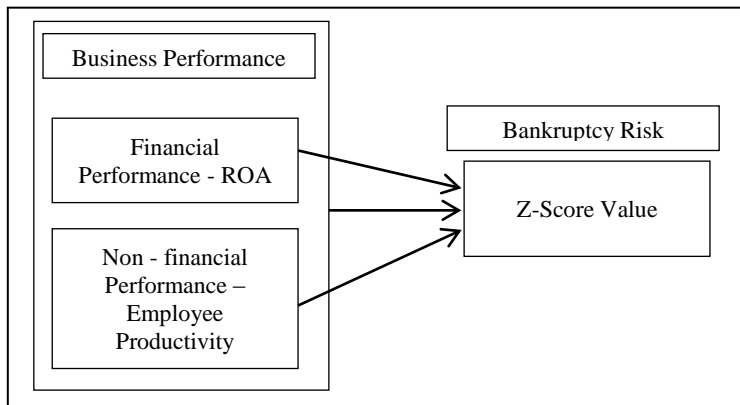 Business Performance
Financial
Performance - ROA
Non - financial
Performance –
Employee
Productivity
Bankruptcy Risk
Z-Score Value